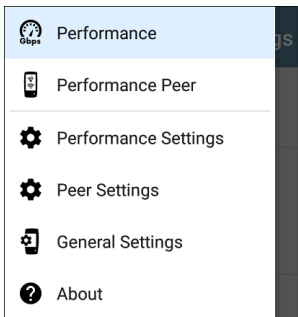 Performance
Gbps
Performance Peer
Performance Settings
Peer Settings
General Settings
About